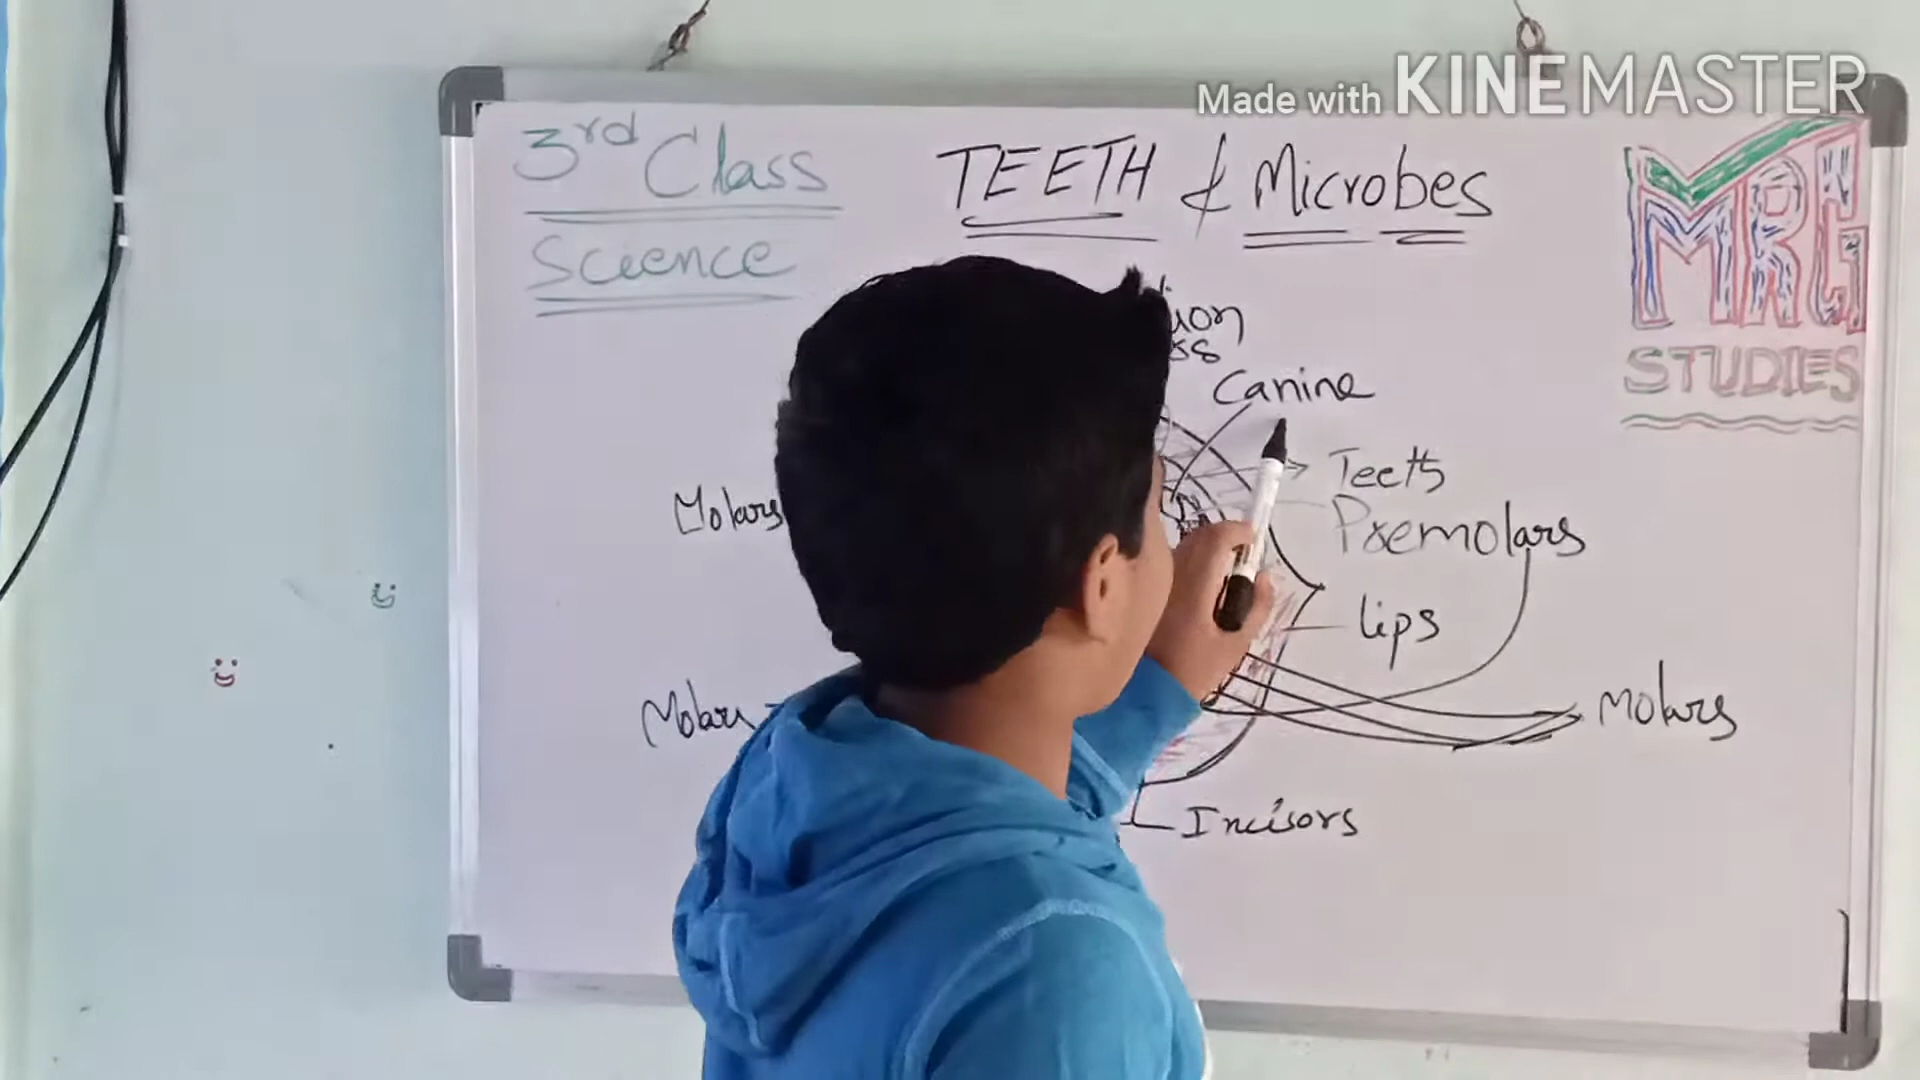 Made with KINEMASTER
3rd Class
Science
TEETH & Microbes
MRG
STUDIES
Canine
Teeth
Premolars
Molars
lips
Molars
Molars
Incisors